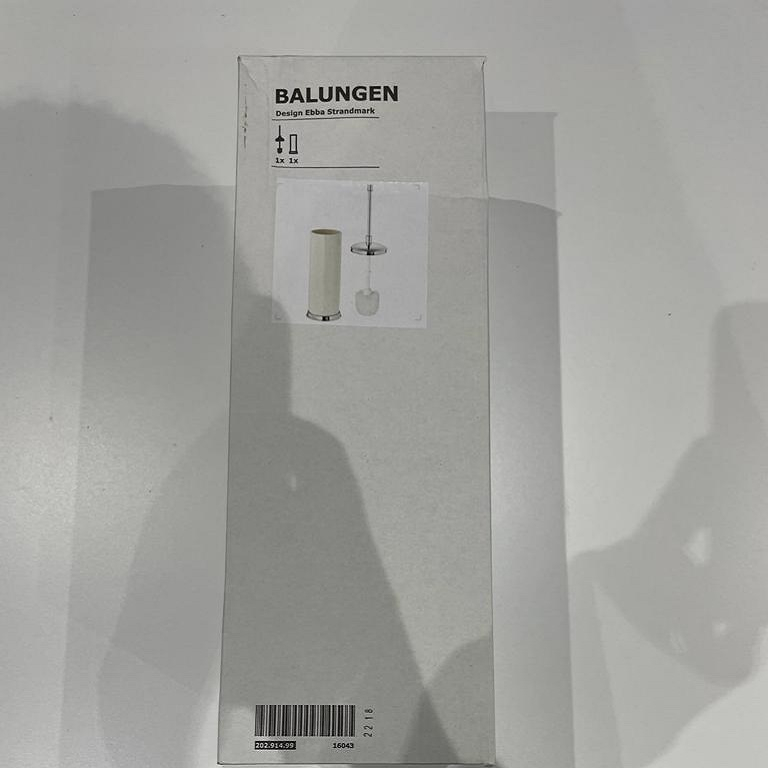 BALUNGEN
Design Ebba Strandmark
1x 1x
2218
202.914.99 16043